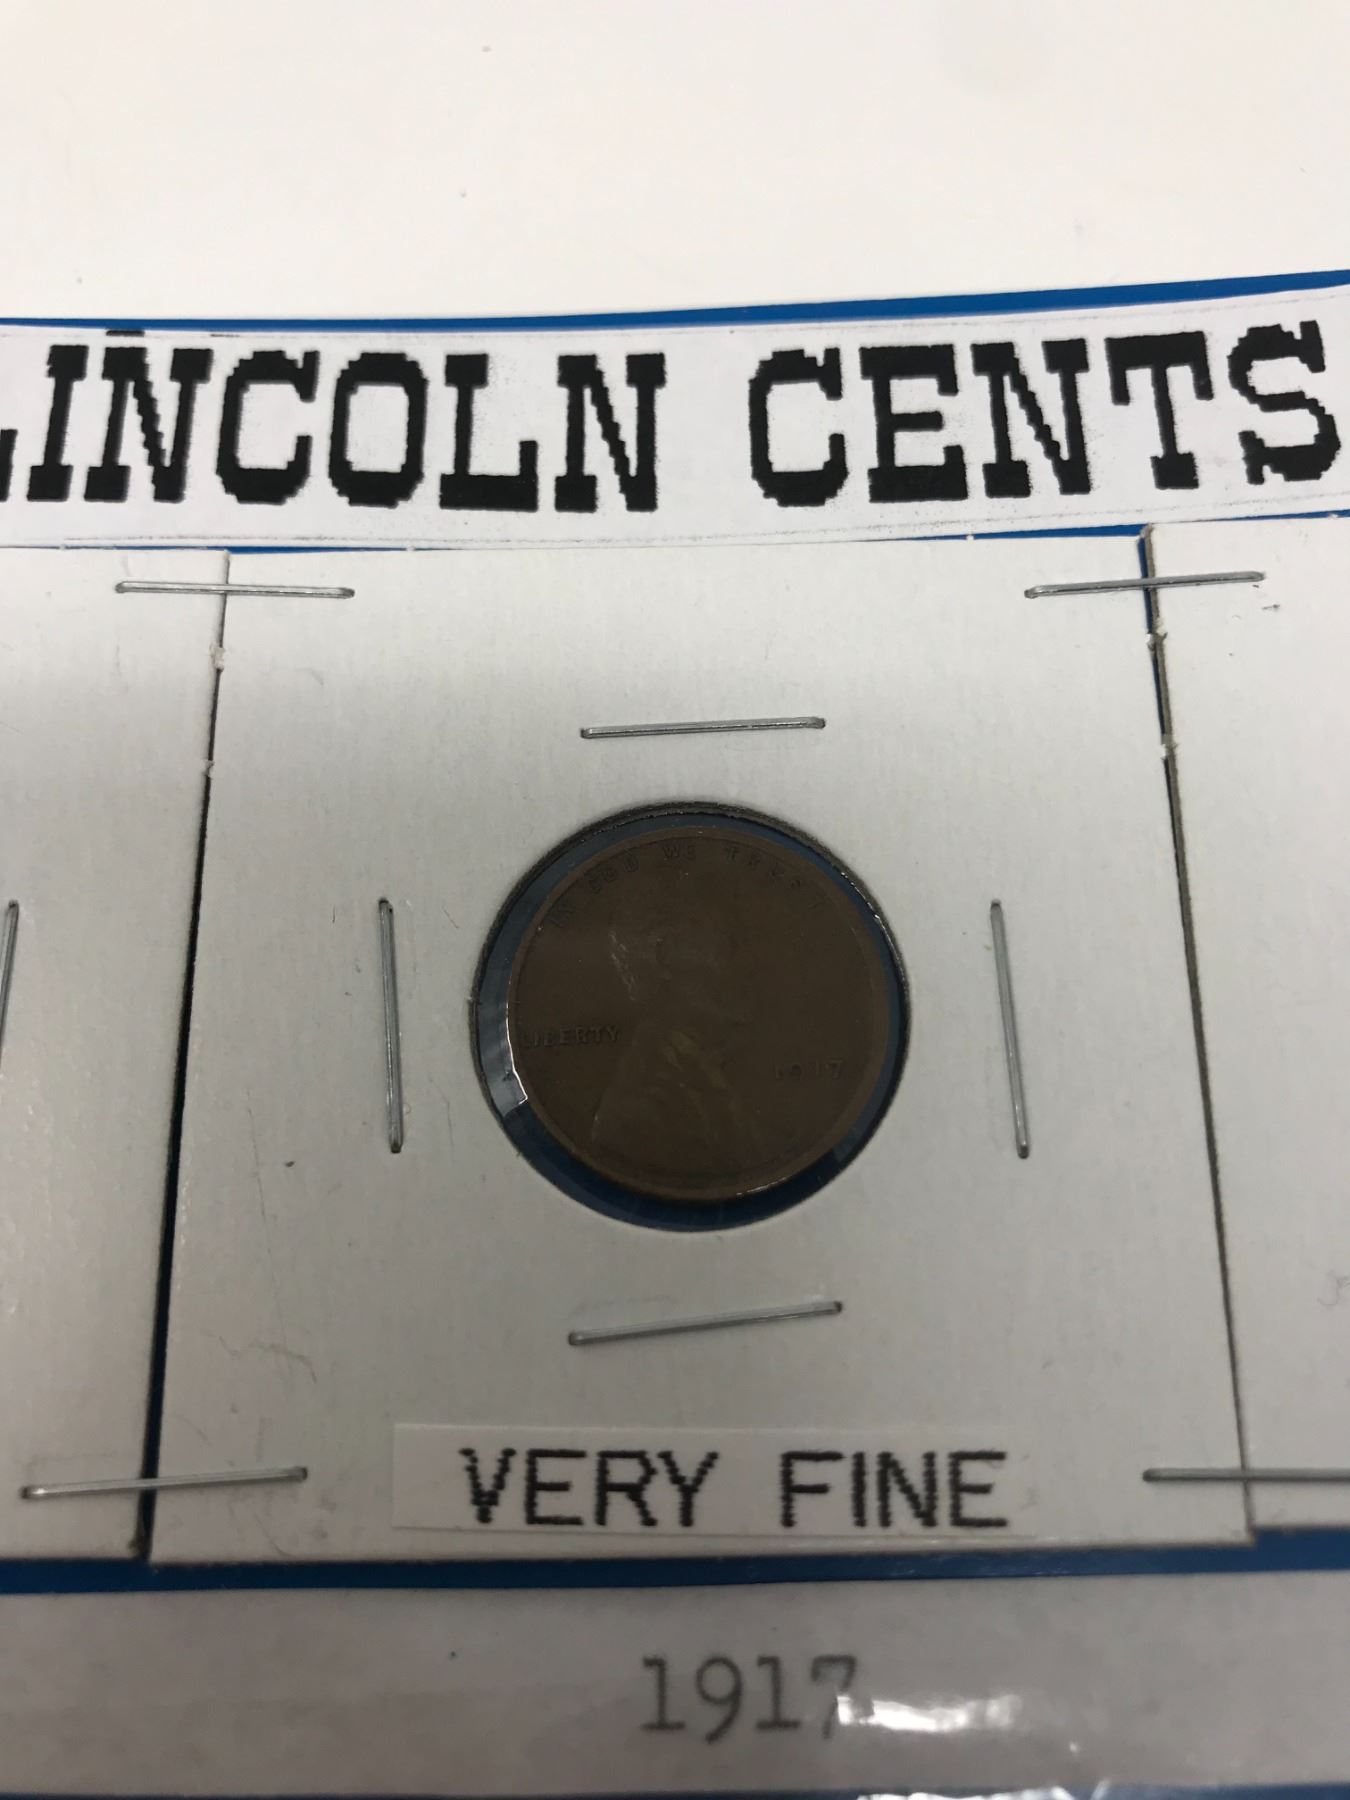 LINCOLN CENTS
IN GOD WE TRUST
LIBERTY
1917
VERY FINE
1917